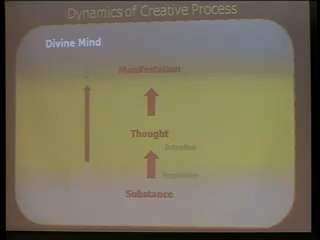 Dynamics of Creative Process
Divine Mind
Manifestation
Thought
Intention
Inspiration
Substance